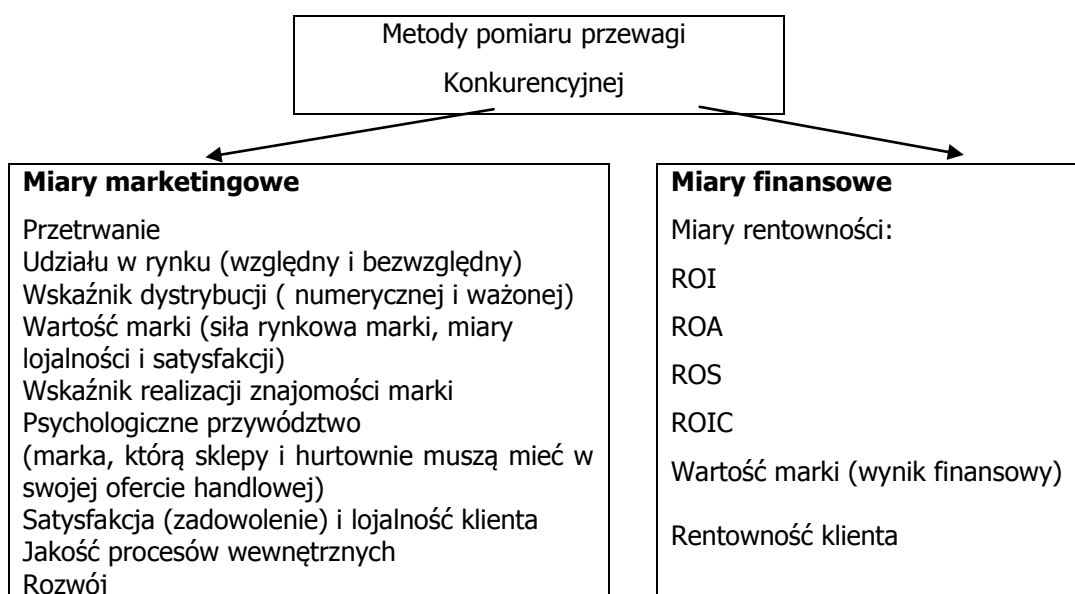 Metody pomiaru przewagi
Konkurencyjnej
Miary marketingowe
Przetrwanie
Udziału w rynku (względny i bezwzględny)
Wskaźnik dystrybucji ( numerycznej i ważonej)
Wartość marki (siła rynkowa marki, miary
lojalności i satysfakcji)
Wskaźnik realizacji znajomości marki
Psychologiczne przywództwo
(marka, którą sklepy i hurtownie muszą mieć w
swojej ofercie handlowej)
Satysfakcja (zadowolenie) i lojalność klienta
Jakość procesów wewnętrznych
Rozwój
Miary finansowe
Miary rentowności:
ROI
ROA
ROS
ROIC
Wartość marki (wynik finansowy)
Rentowność klienta